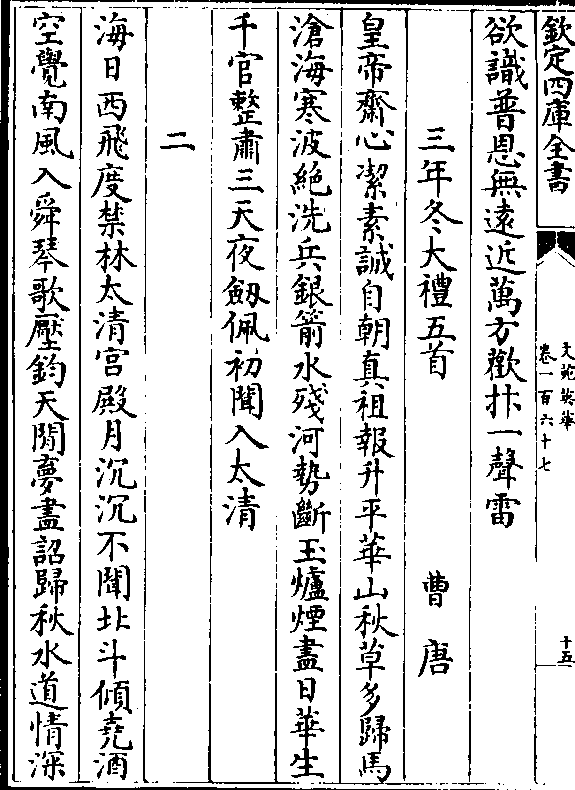 欽定四庫全書
文苑英華
卷一百六十七
十五
欲識普恩無遠近萬方歡抃一聲雷
三年冬大禮五首　曹唐
皇帝齋心潔素誠自朝真祖報升平華山秋草多歸馬
滄海寒波絶洗兵銀箭水殘河勢斷玉爐煙盡日華生
千官整肅三天夜劔佩初聞入太清
二
海日西飛度禁林太清宮殿月沉沉不聞北斗傾堯酒
空覺南風入舜琴歌壓鈞天閒夢盡詔歸秋水道情深